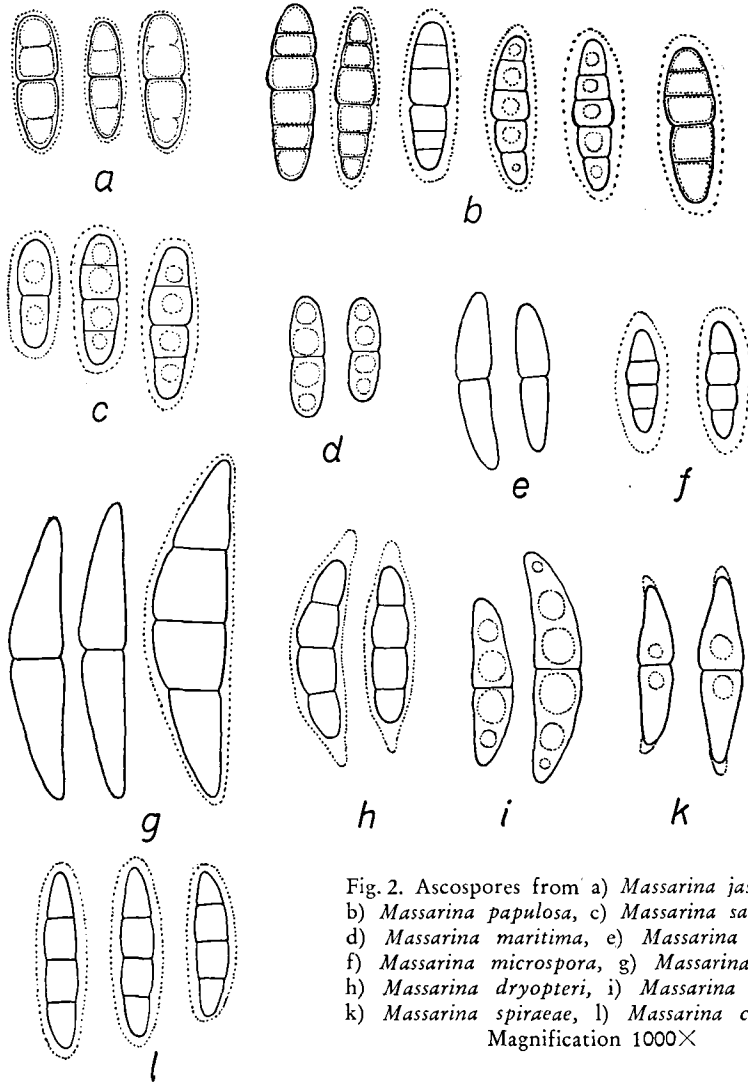 a
b
c
d
e
f
g
h
i
k
l
Fig. 2. Ascospores from a) Massarina
b) Massarina papulosa, c) Massarina
d) Massarina maritima, e) Massarina
f) Massarina microspora, g) Massarina
h) Massarina dryopteri, i) Massarina
k) Massarina spiraeae, l) Massarina
Magnification 1000×